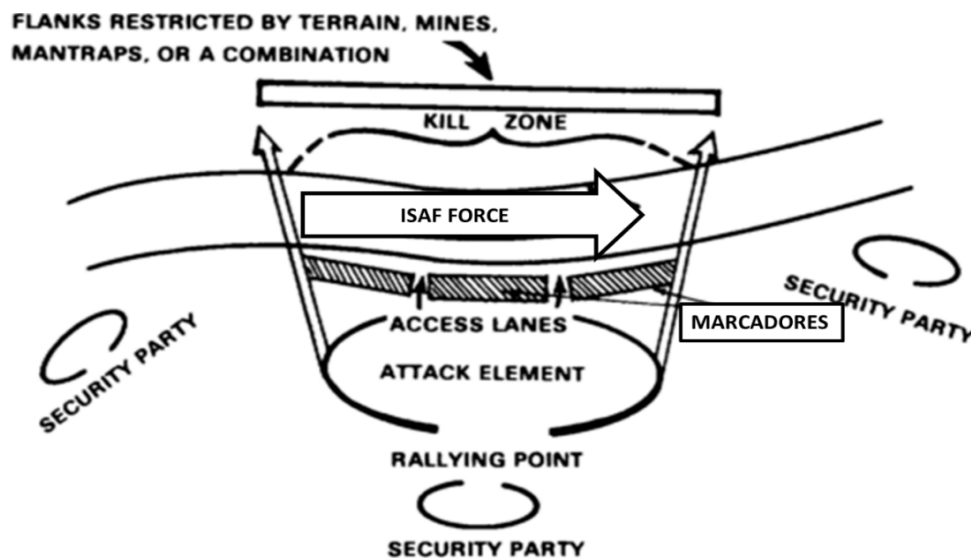 FLANKS RESTRICTED BY TERRAIN, MINES,
MANTRAPS, OR A COMBINATION
KILL ZONE
ISAF FORCE
SECURITY PARTY
ACCESS LANES
MARCADORES
SECURITY PARTY
ATTACK ELEMENT
RALLYING POINT
SECURITY PARTY